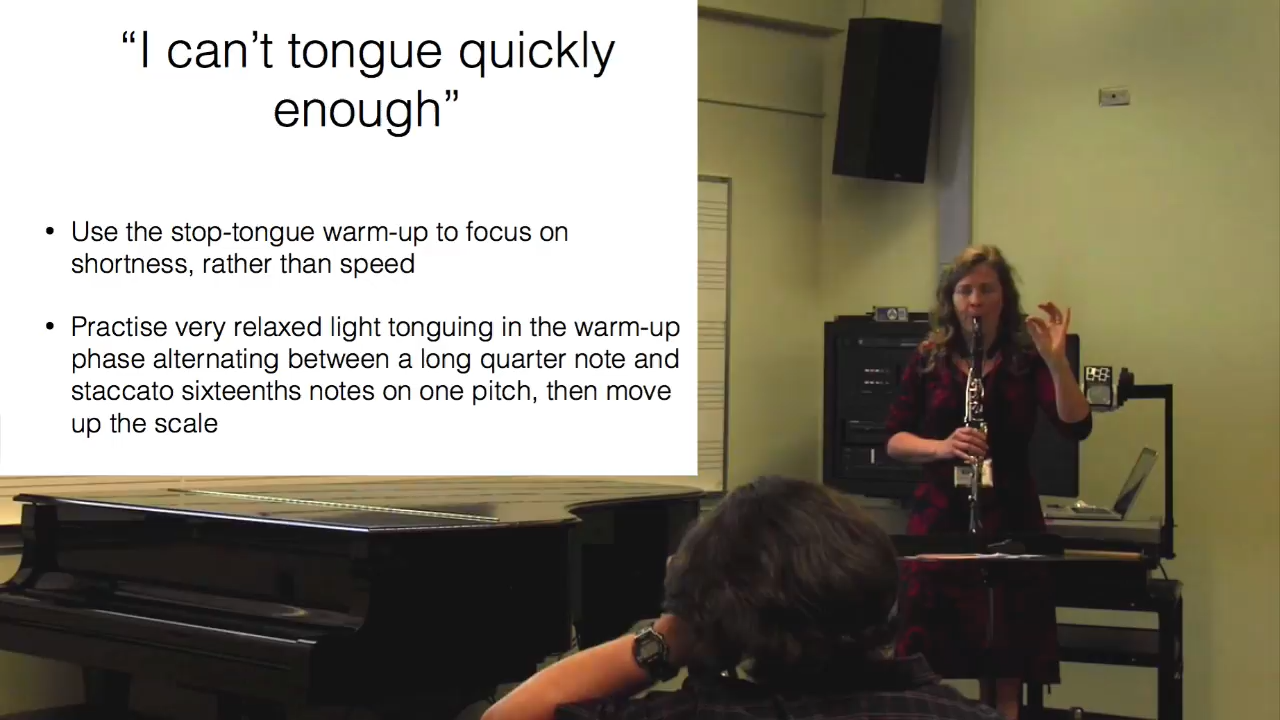 “I can’t tongue quickly
enough”
• Use the stop-tongue warm-up to focus on
shortness, rather than speed
• Practise very relaxed light tonguing in the warm-up
phase alternating between a long quarter note and
staccato sixteenths notes on one pitch, then move
up the scale